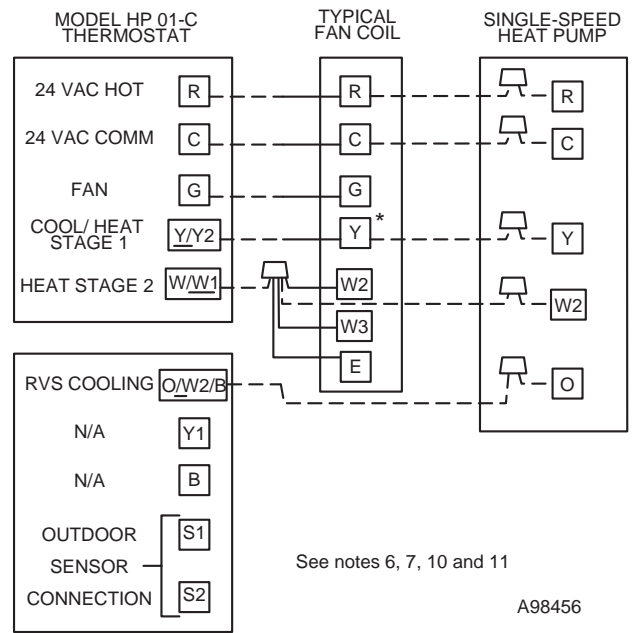 MODEL HP 01-C
THERMOSTAT
TYPICAL
FAN COIL
SINGLE-SPEED
HEAT PUMP
24 VAC HOT R R R
24 VAC COMM C C C
FAN G G
COOL/ HEAT
STAGE 1 Y/Y2 Y * Y
HEAT STAGE 2 W/W1 W2 W2
W3
E
RVS COOLING O/W2/B O
N/A Y1
N/A B
OUTDOOR S1
SENSOR
CONNECTION S2
See notes 6, 7, 10 and 11
A98456